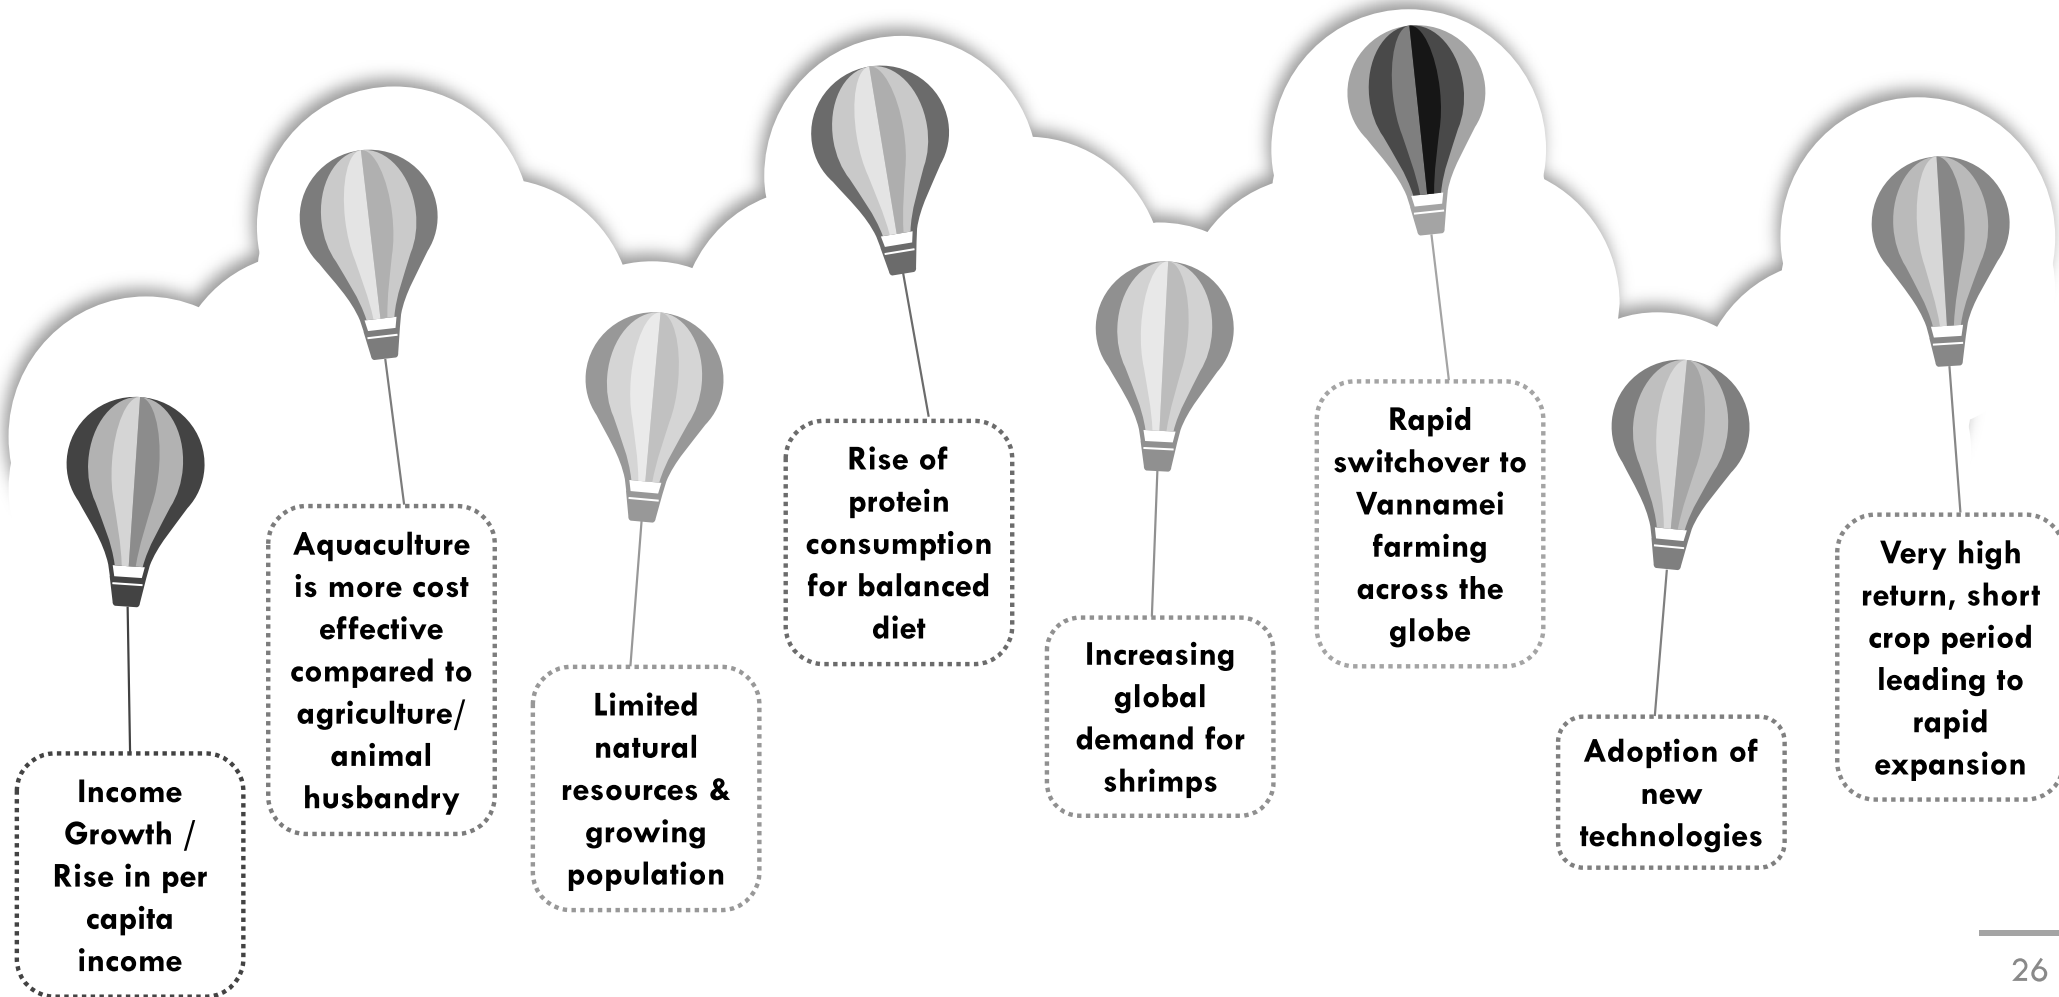 Income
Growth /
Rise in per
capita
income
Aquaculture
is more cost
effective
compared to
agriculture/
animal
husbandry
Limited
natural
resources &
growing
population
Rise of
protein
consumption
for balanced
diet
Increasing
global
demand for
shrimps
Rapid
switchover to
Vannamei
farming
across the
globe
Adoption of
new
technologies
Very high
return, short
crop period
leading to
rapid
expansion
26